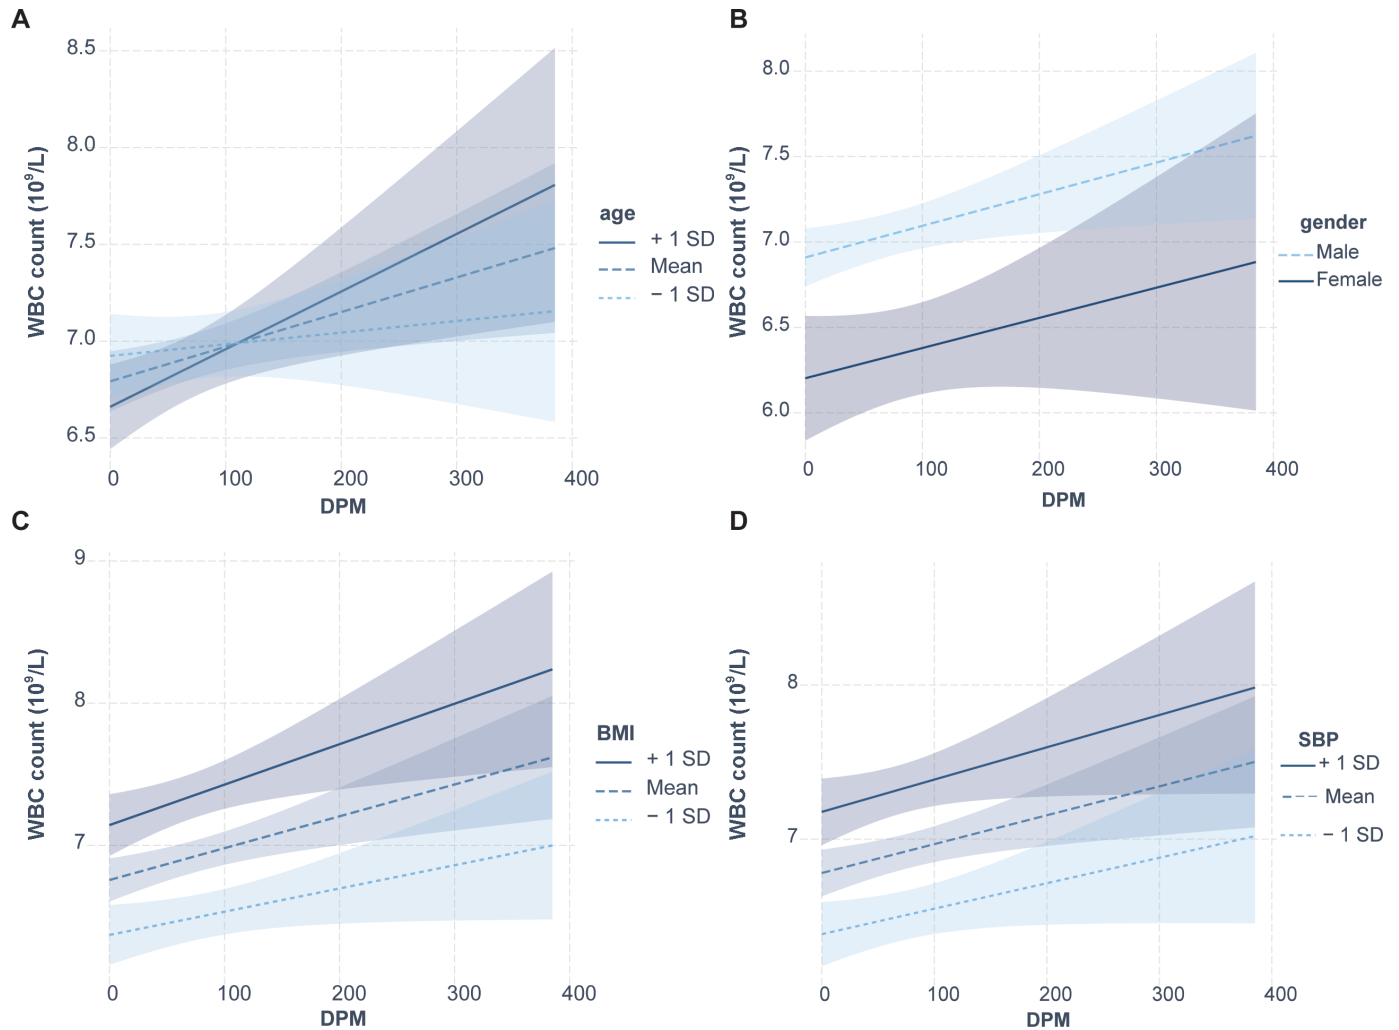 A
WBC count (10⁹/L)
8.5
8.0
7.5
7.0
6.5
0 100 200 300 400
DPM
age
+ 1 SD
Mean
− 1 SD
B
WBC count (10⁹/L)
8.0
7.5
7.0
6.5
6.0
0 100 200 300 400
DPM
gender
Male
Female
C
WBC count (10⁹/L)
9
8
7
0 100 200 300 400
DPM
BMI
+ 1 SD
Mean
− 1 SD
D
WBC count (10⁹/L)
8
7
0 100 200 300 400
DPM
SBP
+ 1 SD
Mean
− 1 SD